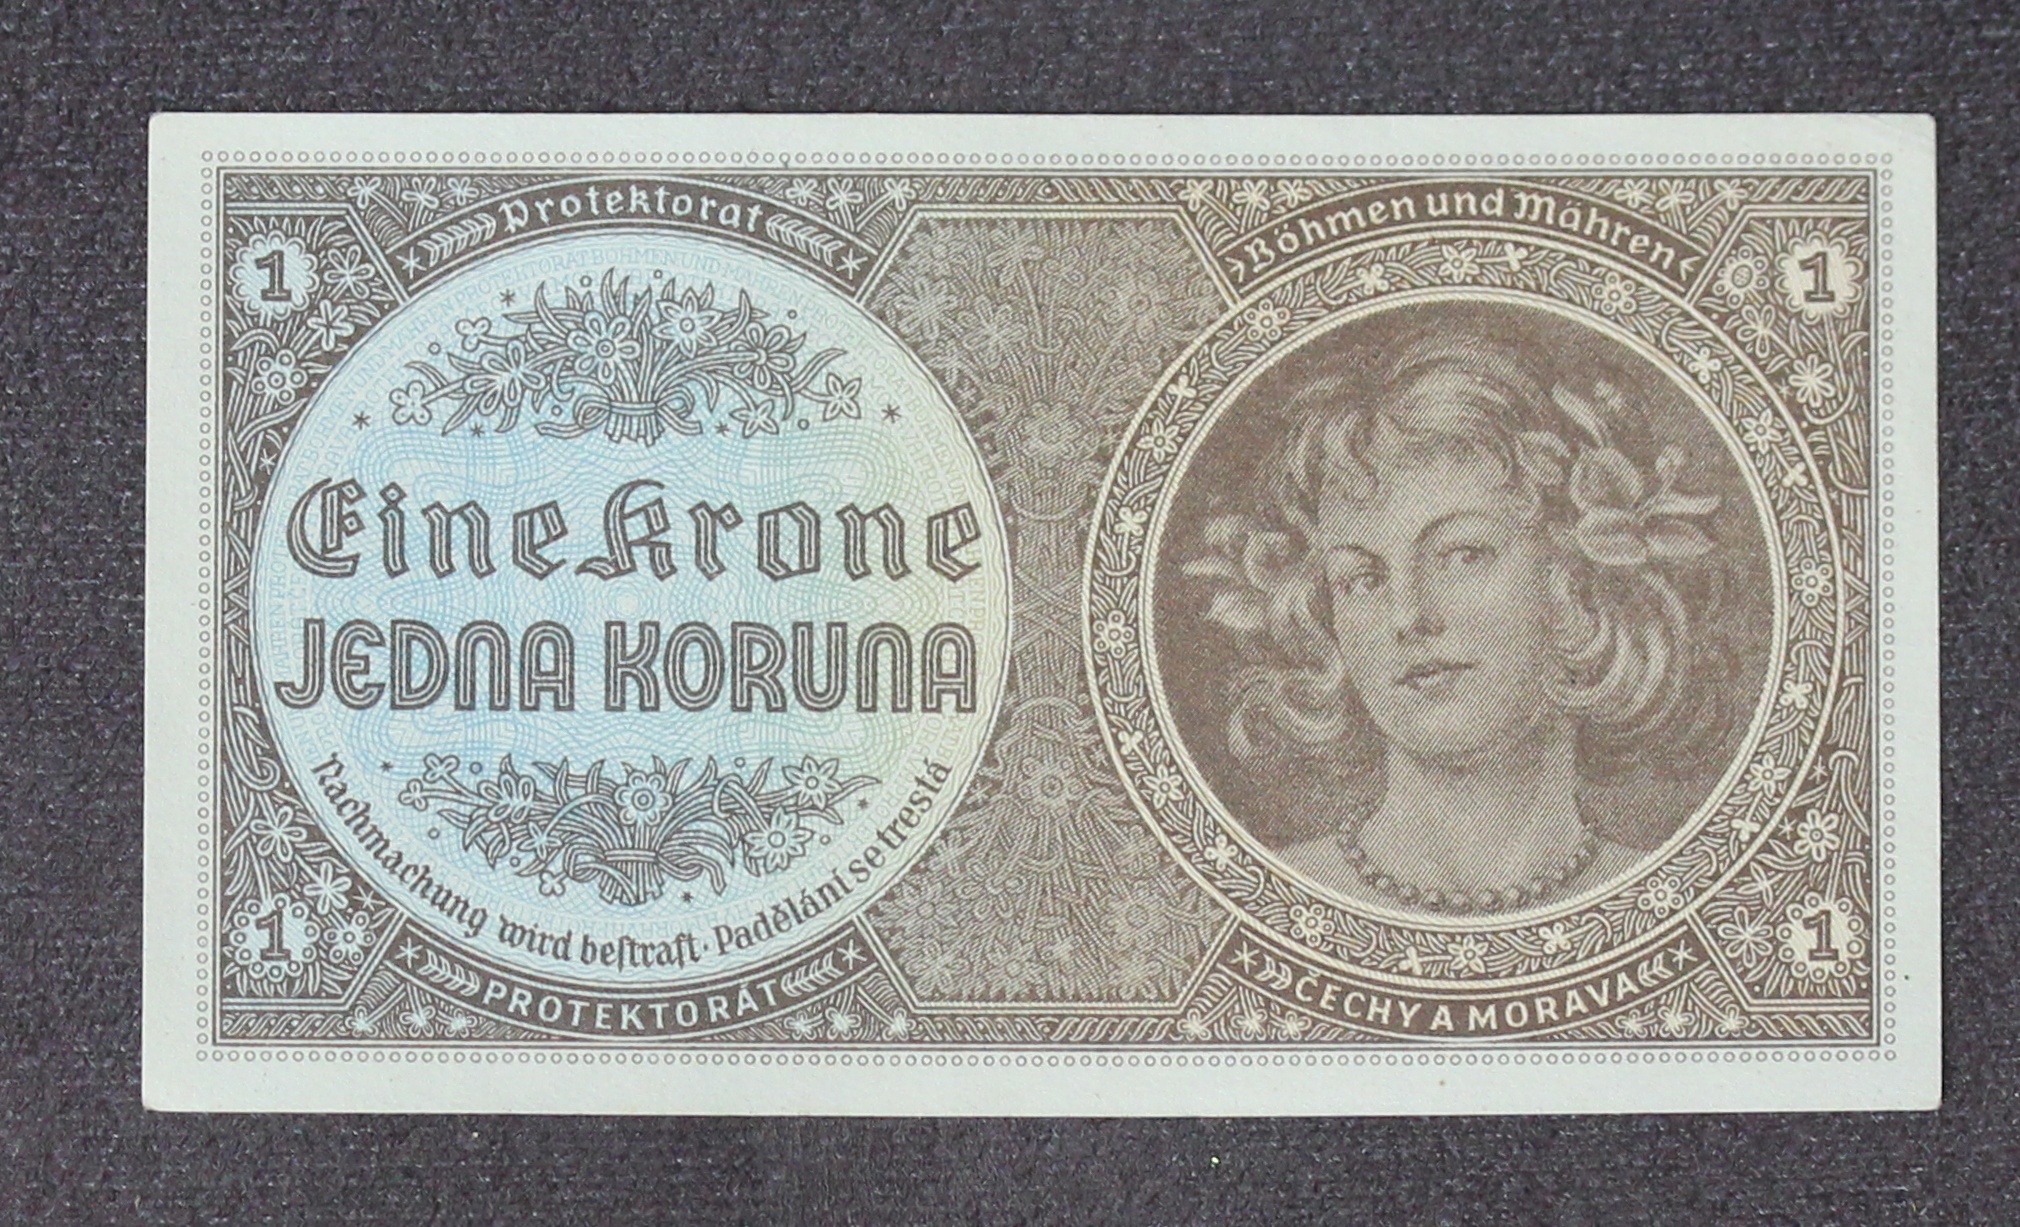 Protektorat
Böhmen und Mähren
1
1
Eine Krone
JEDNA KORUNA
Nachmachung wird bestraft · Padělání se trestá
1
1
PROTEKTORÁT
ČECHY A MORAVA